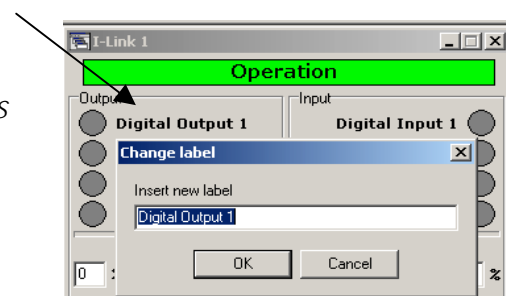 I-Link 1
Operation
Output Input
S
Digital Output 1 Digital Input 1
Change label
Insert new label
Digital Output 1
OK Cancel
0 %